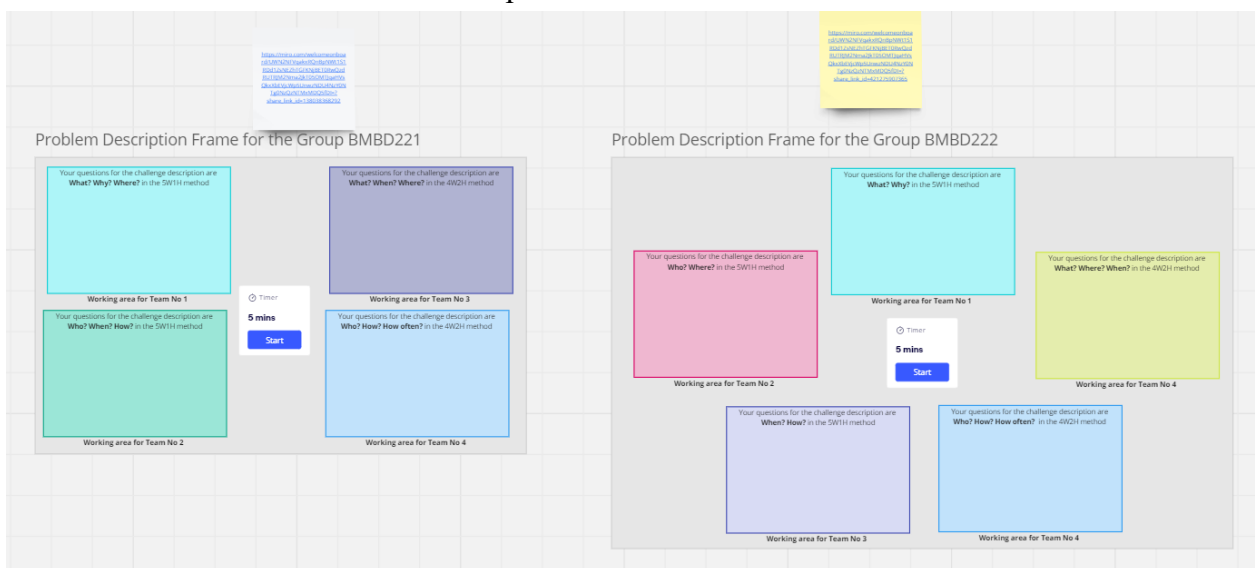 Problem Description Frame for the Group BMBD221
Your questions for the challenge description are
What? Why? Where? in the 5W1H method
Working area for Team No 1
Your questions for the challenge description are
What? When? Where? in the 4W2H method
Working area for Team No 3
Timer
5 mins
Start
Your questions for the challenge description are
Who? When? How? in the 5W1H method
Working area for Team No 2
Your questions for the challenge description are
Who? How? How often? in the 4W2H method
Working area for Team No 4
Problem Description Frame for the Group BMBD222
Your questions for the challenge description are
What? Why? in the 5W1H method
Working area for Team No 1
Your questions for the challenge description are
Who? Where? in the 5W1H method
Working area for Team No 2
Your questions for the challenge description are
What? Where? When? in the 4W2H method
Working area for Team No 4
Timer
5 mins
Start
Your questions for the challenge description are
When? How? in the 5W1H method
Working area for Team No 3
Your questions for the challenge description are
Who? How? How often? in the 4W2H method
Working area for Team No 4